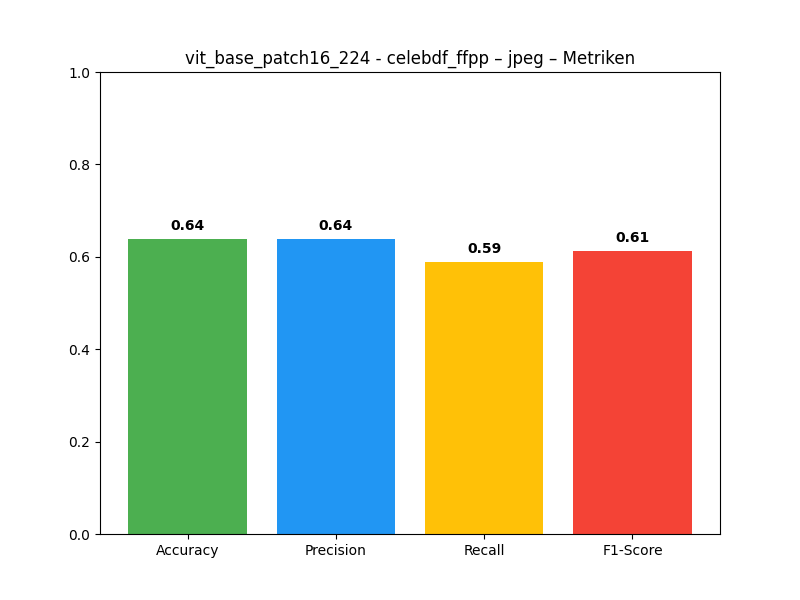 vit_base_patch16_224 - celebdf_ffpp – jpeg – Metriken
1.0
0.8
0.6
0.4
0.2
0.0
0.64
0.64
0.59
0.61
Accuracy
Precision
Recall
F1-Score